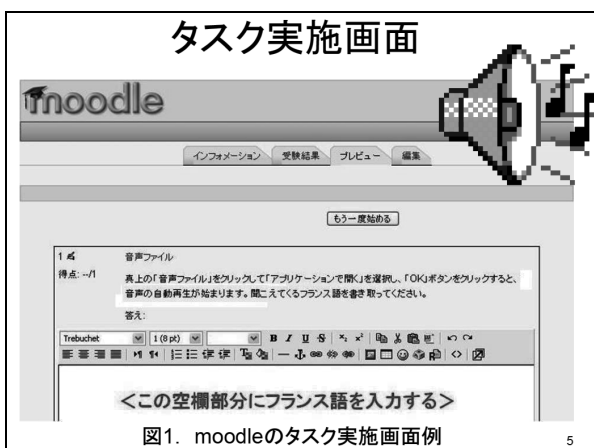 タスク実施画面
moodle
インフォメーション 受験結果 プレビュー 編集
もう一度始める
1
音声ファイル
得点: --/1
真上の「音声ファイル」をクリックして「アプリケーションで開く」を選択し、「OK」ボタンをクリックすると、
音声の自動再生が始まります。聞こえてくるフランス語を書き取ってください。
答え:
Trebuchet 1 (8 pt) B I U S x₂ x²
<この空欄部分にフランス語を入力する>
図1. moodleのタスク実施画面例
5